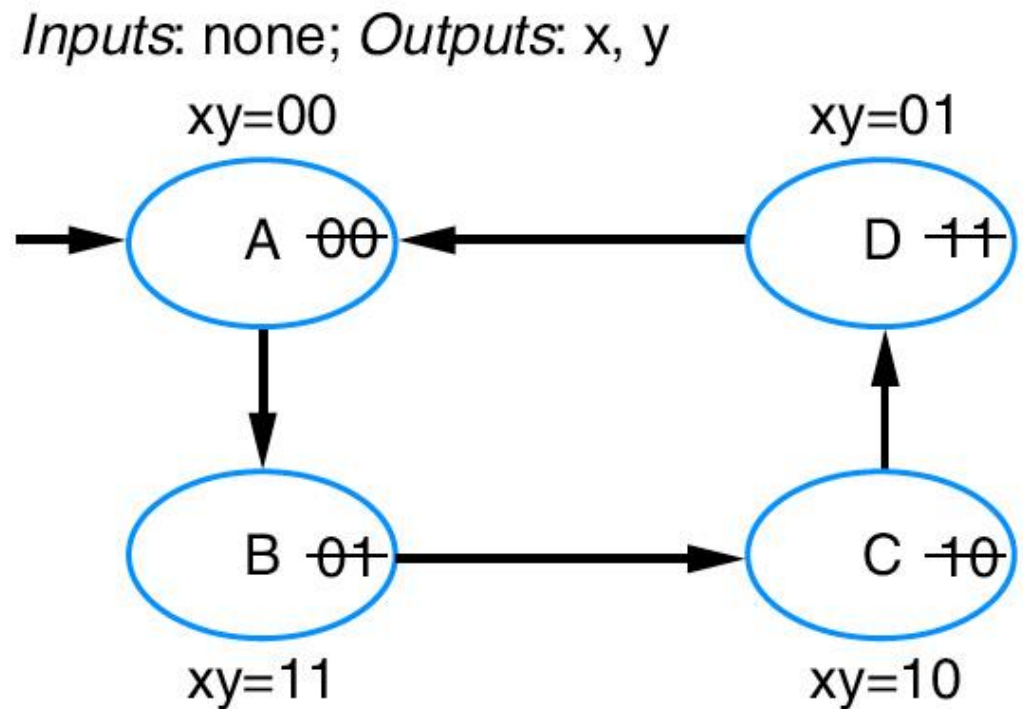 Inputs: none; Outputs: x, y
xy=00
xy=01
A 00
D 11
B 01
C 10
xy=11
xy=10